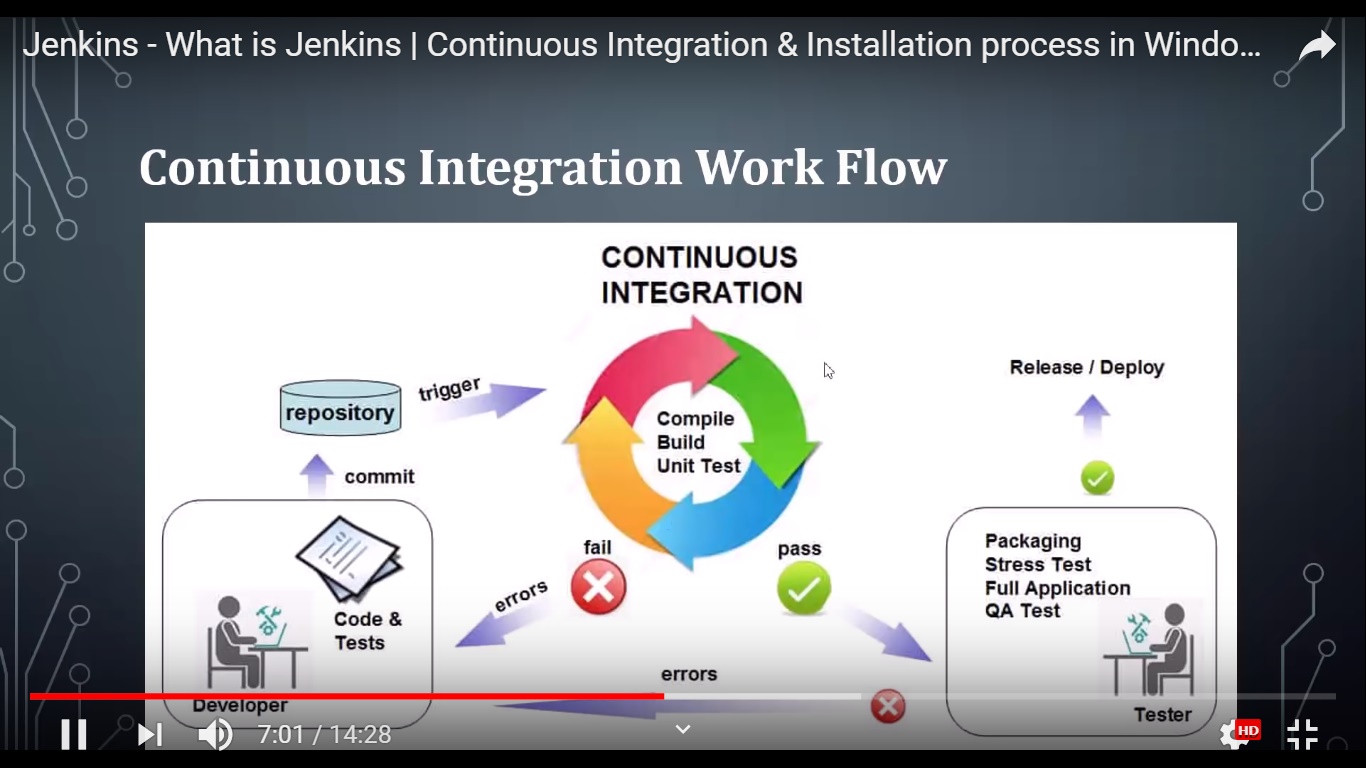 Jenkins - What is Jenkins | Continuous Integration & Installation process in Windo...
Continuous Integration Work Flow
CONTINUOUS
INTEGRATION
Release / Deploy
trigger
repository
Compile
Build
Unit Test
commit
fail
pass
Packaging
Stress Test
Full Application
QA Test
errors
Code &
Tests
errors
Developer
Tester
7:01 / 14:28
HD